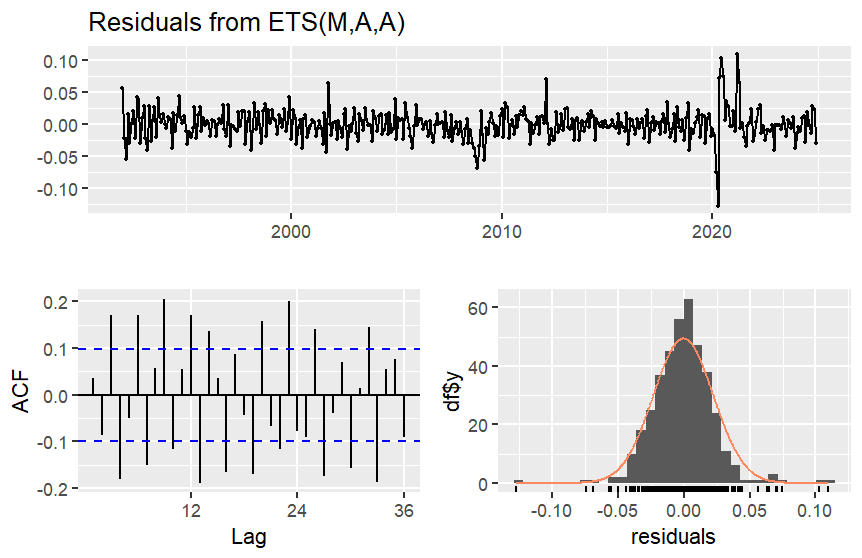 Residuals from ETS(M,A,A)
0.10
0.05
0.00
-0.05
-0.10
2000 2010 2020
0.2
0.1
0.0
-0.1
-0.2
ACF
12 24 36
Lag
60
40
20
0
df$y
-0.10 -0.05 0.00 0.05 0.10
residuals